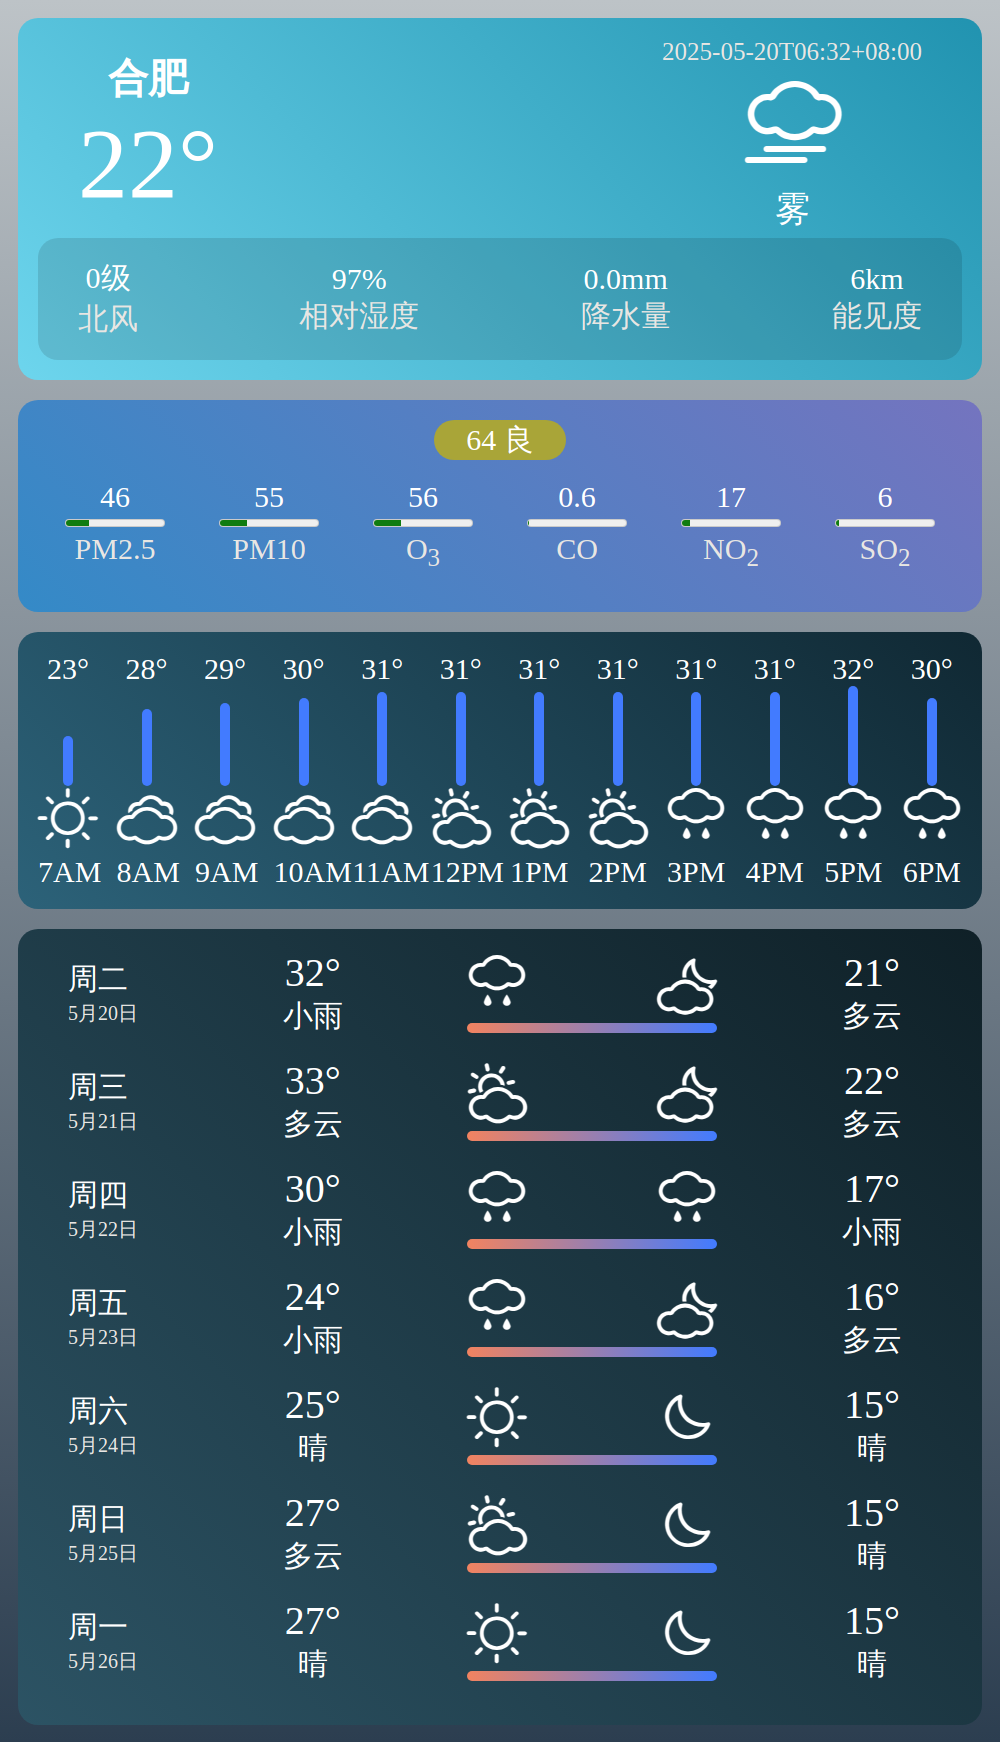 合肥
22°
2025-05-20T06:32+08:00
雾
0级 97% 0.0mm 6km
北风 相对湿度 降水量 能见度
64 良
46 55 56 0.6 17 6
PM2.5 PM10 O3 CO NO2 SO2
23° 28° 29° 30° 31° 31° 31° 31° 31° 31° 32° 30°
7AM 8AM 9AM 10AM 11AM 12PM 1PM 2PM 3PM 4PM 5PM 6PM
周二 32° 21°
5月20日 小雨 多云
周三 33° 22°
5月21日 多云 多云
周四 30° 17°
5月22日 小雨 小雨
周五 24° 16°
5月23日 小雨 多云
周六 25° 15°
5月24日 晴 晴
周日 27° 15°
5月25日 多云 晴
周一 27° 15°
5月26日 晴 晴